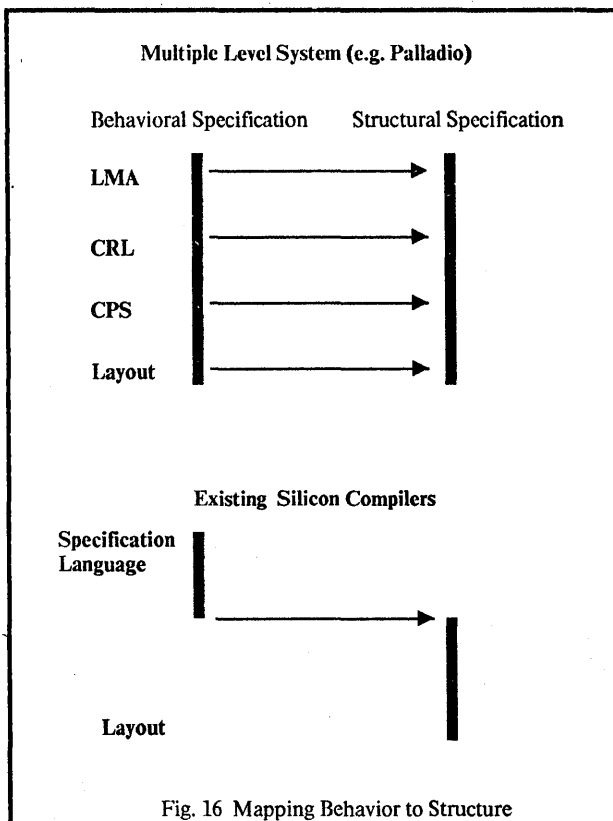 Multiple Level System (e.g. Palladio)
Behavioral Specification Structural Specification
LMA
CRL
CPS
Layout
Existing Silicon Compilers
Specification
Language
Layout
Fig. 16 Mapping Behavior to Structure